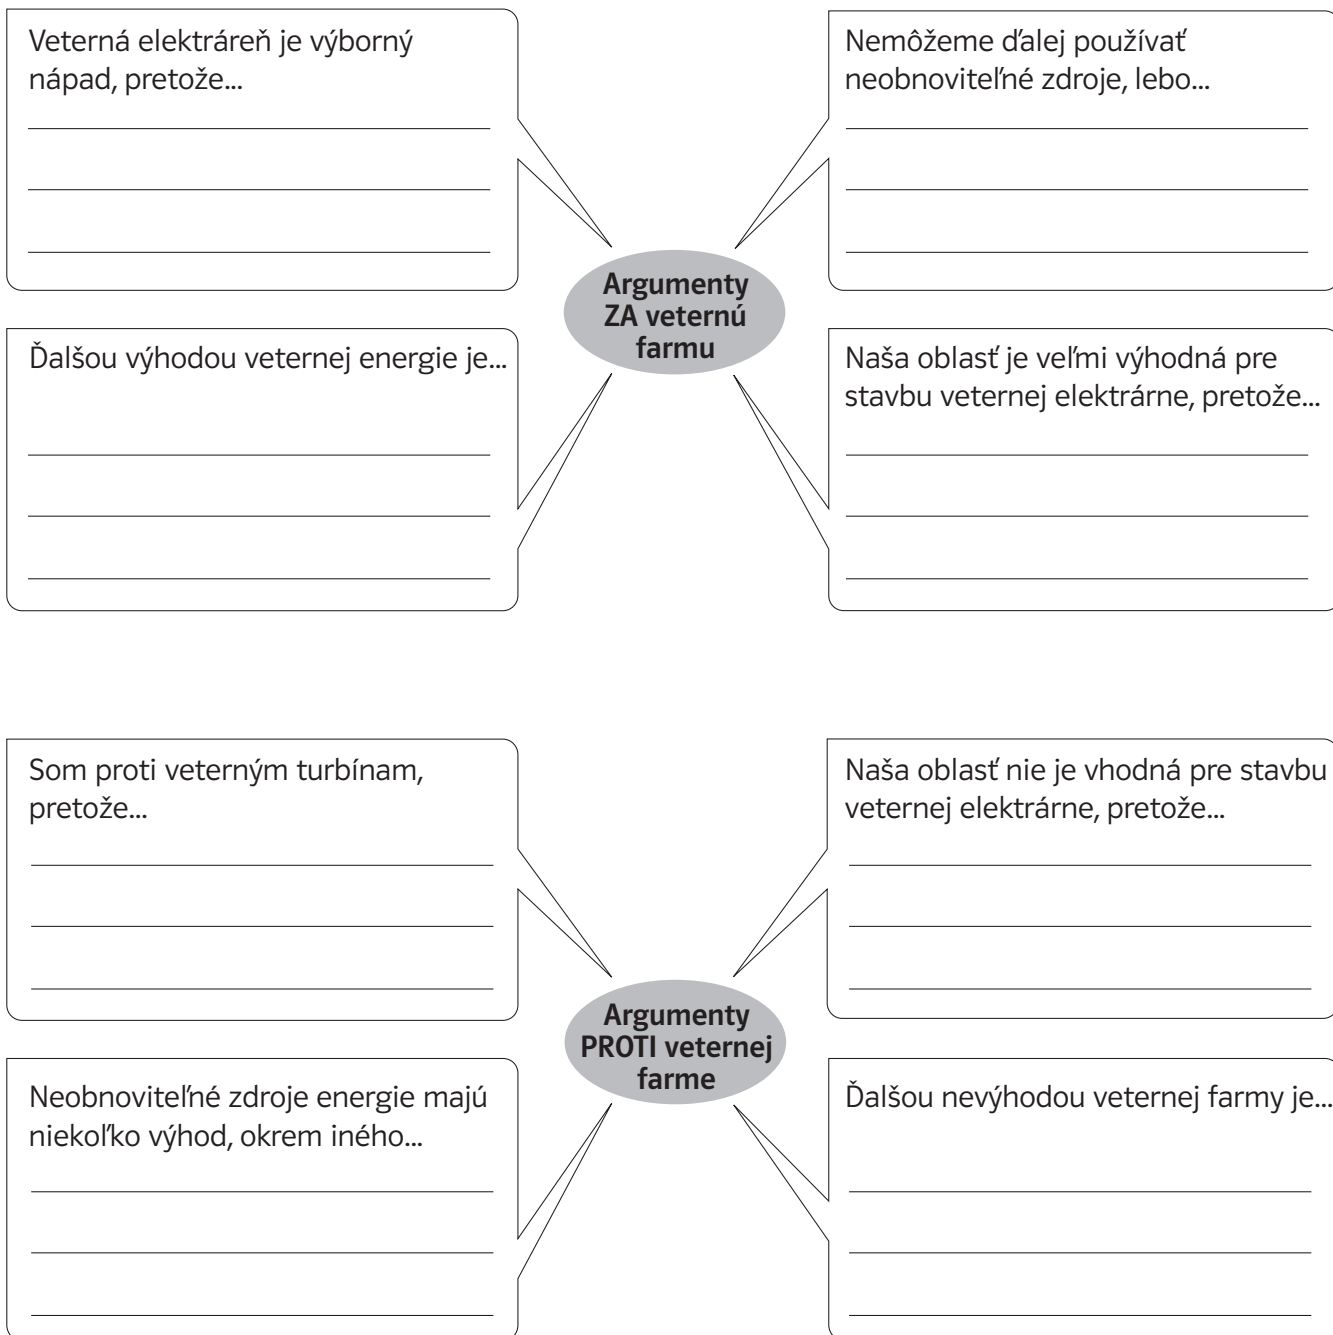 Veterná elektráreň je výborný
nápad, pretože...
Nemôžeme ďalej používať
neobnoviteľné zdroje, lebo...
Argumenty
ZA veternú
farmu
Ďalšou výhodou veternej energie je...
Naša oblasť je veľmi výhodná pre
stavbu veternej elektrárne, pretože...
Som proti veterným turbínam,
pretože...
Naša oblasť nie je vhodná pre stavbu
veternej elektrárne, pretože...
Argumenty
PROTI veternej
farme
Neobnoviteľné zdroje energie majú
niekoľko výhod, okrem iného...
Ďalšou nevýhodou veternej farmy je...